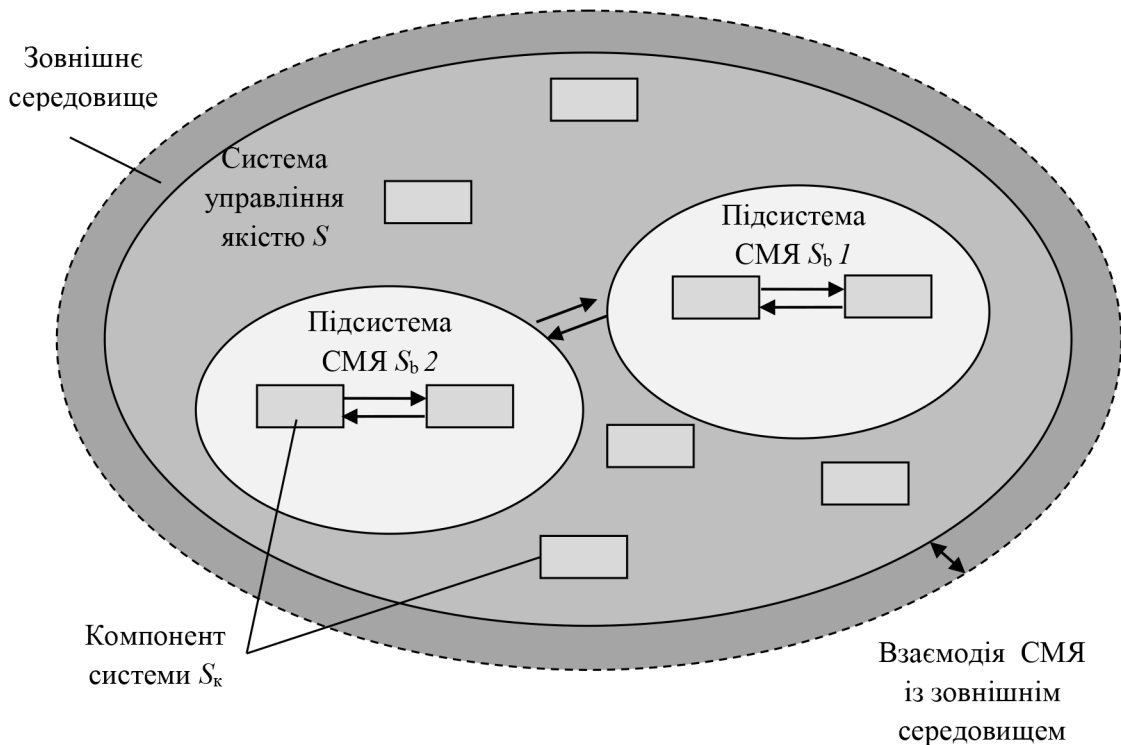 Зовнішнє
середовище
Система
управління
якістю S
Підсистема
СМЯ Sb 1
Підсистема
СМЯ Sb 2
Компонент
системи Sк
Взаємодія СМЯ
із зовнішнім
середовищем